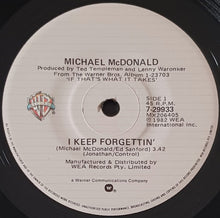 MICHAEL McDONALD
Produced by Ted Templeman and Lenny Waronker
From The Warner Bros. Album 1-23703
'IF THAT'S WHAT IT TAKES'
SIDE 1
45 R.P.M.
7-29933
MX206405
℗ 1982 WEA
International Inc.
I KEEP FORGETTIN'
(Michael McDonald/Ed Sanford) 3.42
Jonathan/Control
Manufactured & Distributed by
WEA Records Pty. Limited
a Warner Communications Company